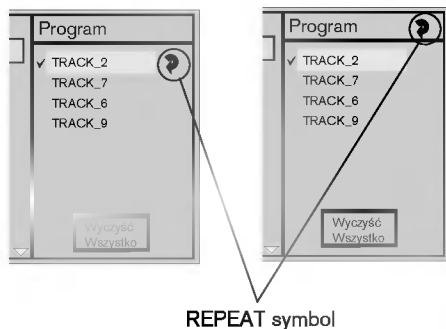 Program
✓ TRACK_2
TRACK_7
TRACK_6
TRACK_9
Wyczyść
Wszystko
Program
✓ TRACK_2
TRACK_7
TRACK_6
TRACK_9
Wyczyść
Wszystko
REPEAT symbol